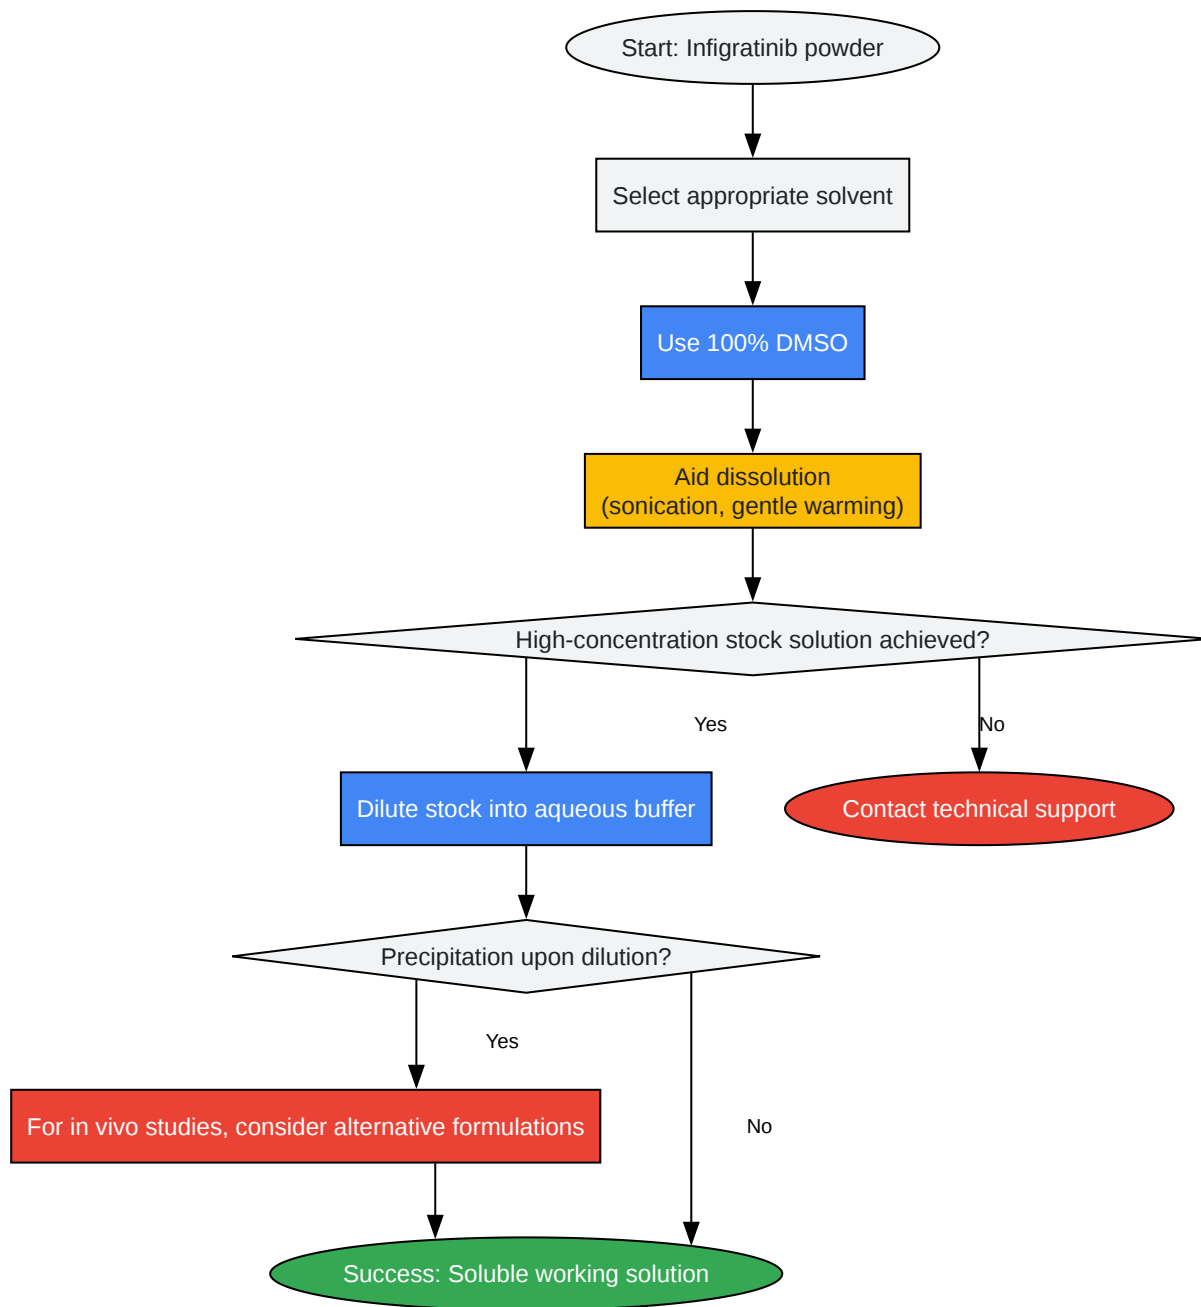 Start: Infigratinib powder
Select appropriate solvent
Use 100% DMSO
Aid dissolution
(sonication, gentle warming)
High-concentration stock solution achieved?
Yes
No
Dilute stock into aqueous buffer
Contact technical support
Precipitation upon dilution?
Yes
For in vivo studies, consider alternative formulations
No
Success: Soluble working solution